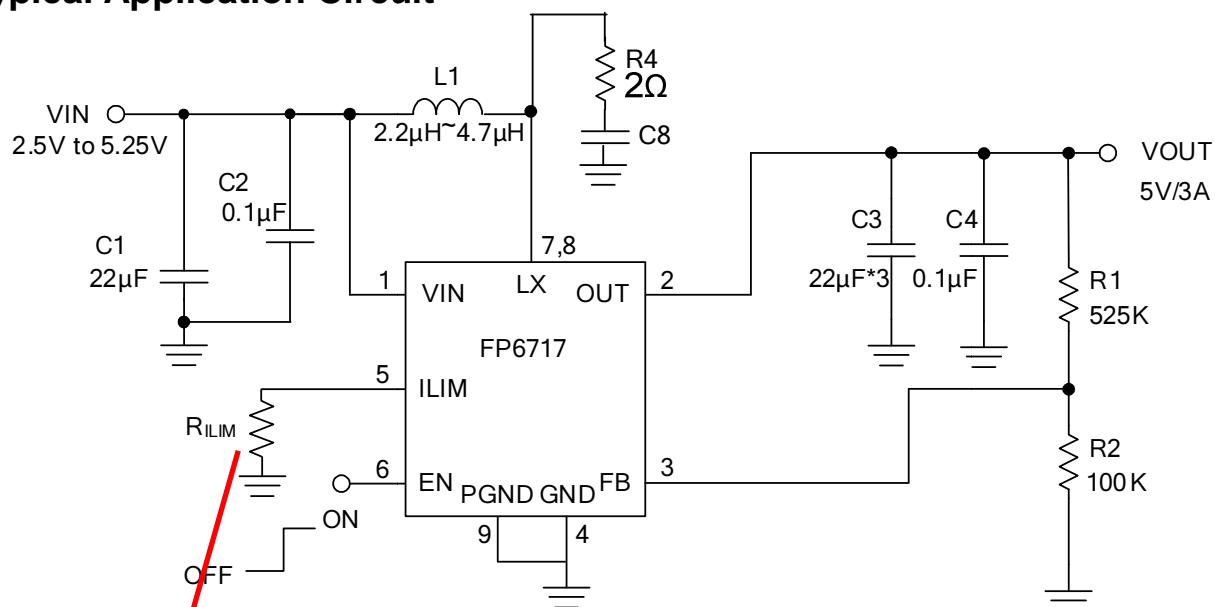 ypical Application Circuit
R4
2Ω
L1
VIN
2.2µH~4.7µH
C8
2.5V to 5.25V
VOUT
5V/3A
C2
0.1µF
C3
C4
C1
22µF
7,8
22µF*3
0.1µF
1
VIN
LX
OUT
2
R1
525K
FP6717
5
ILIM
RILIM
R2
100K
6
EN
FB
3
PGND
GND
ON
9
4
OFF